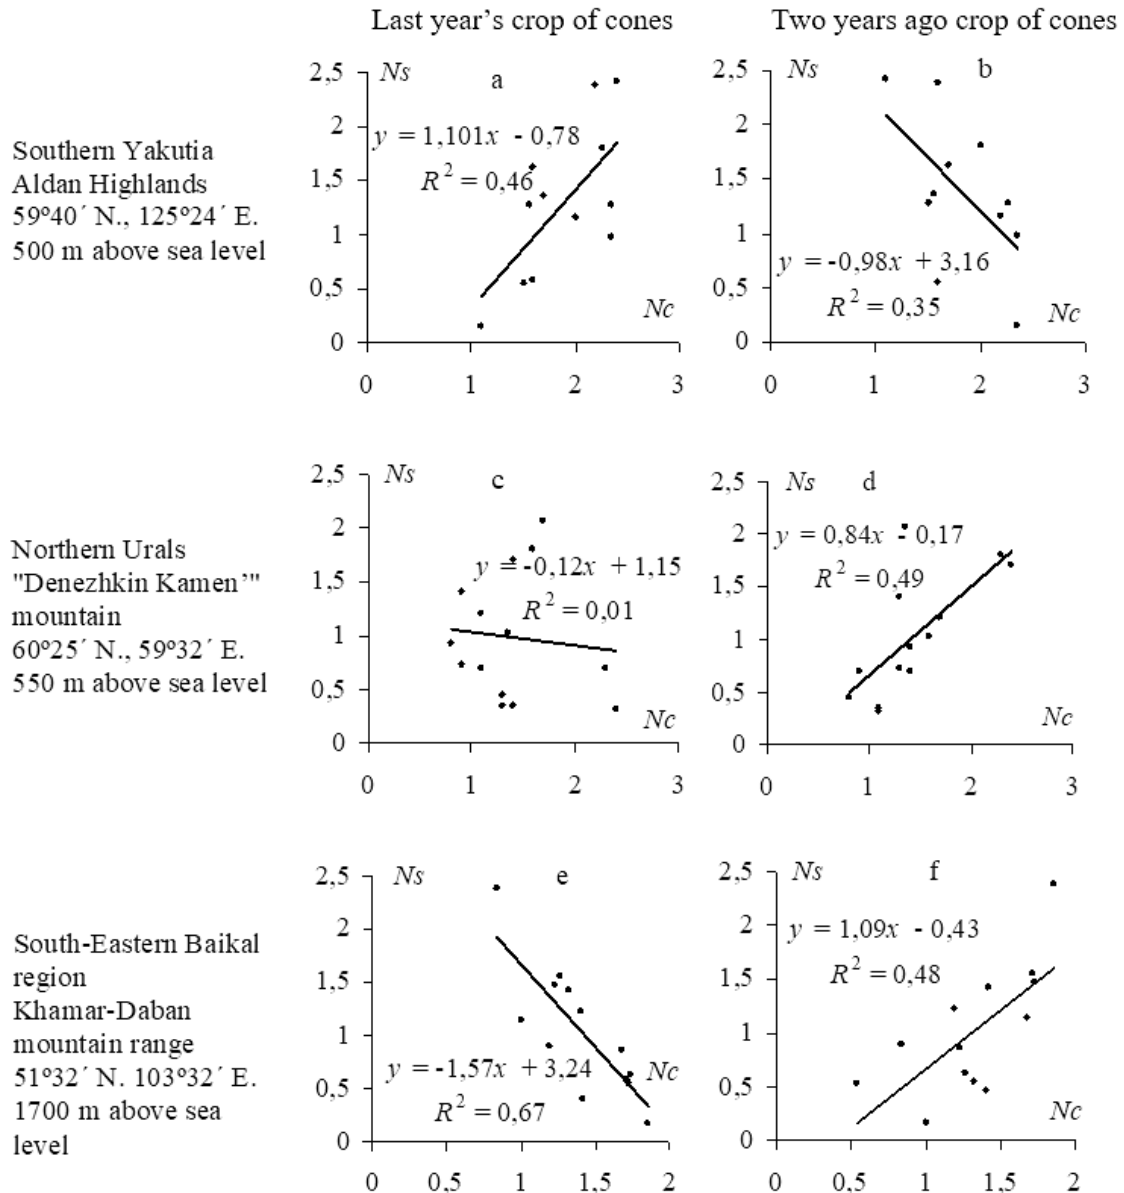 Last year’s crop of cones
Two years ago crop of cones
Southern Yakutia
Aldan Highlands
59º40´ N., 125º24´ E.
500 m above sea level
2,5
2
1,5
1
0,5
0
Ns
a
y = 1,101x - 0,78
R2 = 0,46
Nc
0 1 2 3
2,5
2
1,5
1
0,5
0
Ns
b
y = -0,98x + 3,16
R2 = 0,35
Nc
0 1 2 3
Northern Urals
"Denezhkin Kamen’"
mountain
60º25´ N., 59º32´ E.
550 m above sea level
2,5
2
1,5
1
0,5
0
Ns
c
y = -0,12x + 1,15
R2 = 0,01
Nc
0 1 2 3
2,5
2
1,5
1
0,5
0
Ns
d
y = 0,84x - 0,17
R2 = 0,49
Nc
0 1 2 3
South-Eastern Baikal
region
Khamar-Daban
mountain range
51º32´ N. 103º32´ E.
1700 m above sea
level
2,5
2
1,5
1
0,5
0
Ns
e
y = -1,57x + 3,24
R2 = 0,67
Nc
0 0,5 1 1,5 2
2,5
2
1,5
1
0,5
0
Ns
f
y = 1,09x - 0,43
R2 = 0,48
Nc
0 0,5 1 1,5 2